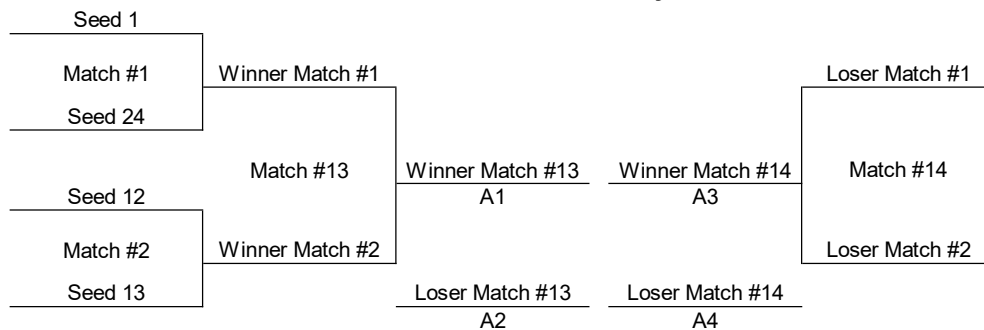 Seed 1
Match #1
Winner Match #1
Loser Match #1
Seed 24
Match #13
Winner Match #13
Winner Match #14
Match #14
A1
A3
Seed 12
Match #2
Winner Match #2
Loser Match #2
Seed 13
Loser Match #13
Loser Match #14
A2
A4